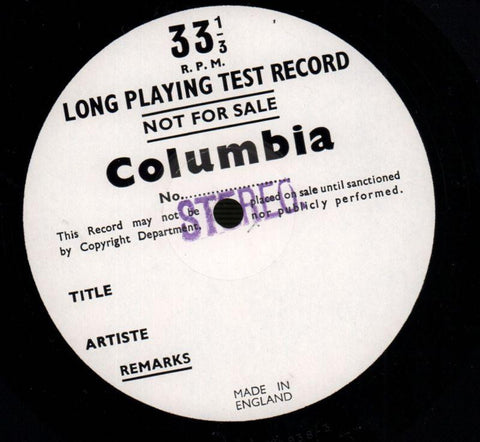 33 1/3
R.P.M.
LONG PLAYING TEST RECORD
NOT FOR SALE
Columbia
No.......................
STEREO.
This Record may not be placed on sale until sanctioned
by Copyright Department. not publicly performed.
TITLE
ARTISTE
REMARKS
MADE IN
ENGLAND